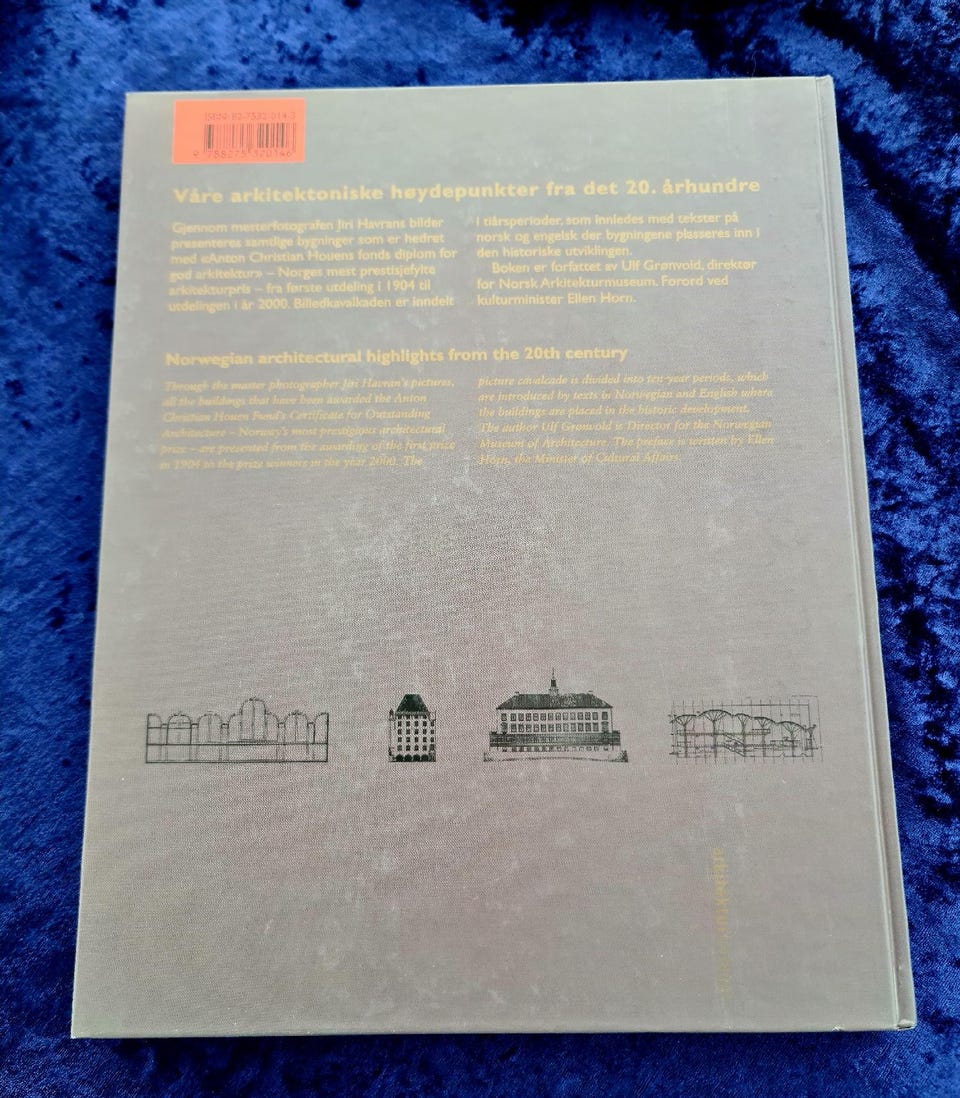 ISBN: 82-7532-014-3
9 788275 320146
Våre arkitektoniske høydepunkter fra det 20. århundre
Gjennom mesterfotografen Jiri Havrans bilder
presenteres samtlige bygninger som er hedret
med «Anton Christian Houens fonds diplom for
god arkitektur» – Norges mest prestisjefylte
arkitekturpris – fra første utdeling i 1904 til
utdelingen i år 2000. Billedkavalkaden er inndelt
i tiårsperioder, som innledes med tekster på
norsk og engelsk der bygningene plasseres inn i
den historiske utviklingen.
Boken er forfattet av Ulf Grønvold, direktør
for Norsk Arkitekturmuseum. Forord ved
kulturminister Ellen Horn.
Norwegian architectural highlights from the 20th century
Through the master photographer Jiri Havran's pictures,
all the buildings that have been awarded the Anton
Christian Houen Fund's Certificate for Outstanding
Architecture – Norway's most prestigious architectural
prize – are presented from the awarding of the first prize
in 1904 to the prize winners in the year 2000. The
picture cavalcade is divided into ten-year periods, which
are introduced by texts in Norwegian and English where
the buildings are placed in the historic development.
The author Ulf Grønvold is Director for the Norwegian
Museum of Architecture. The preface is written by Ellen
Horn, the Minister of Cultural Affairs.